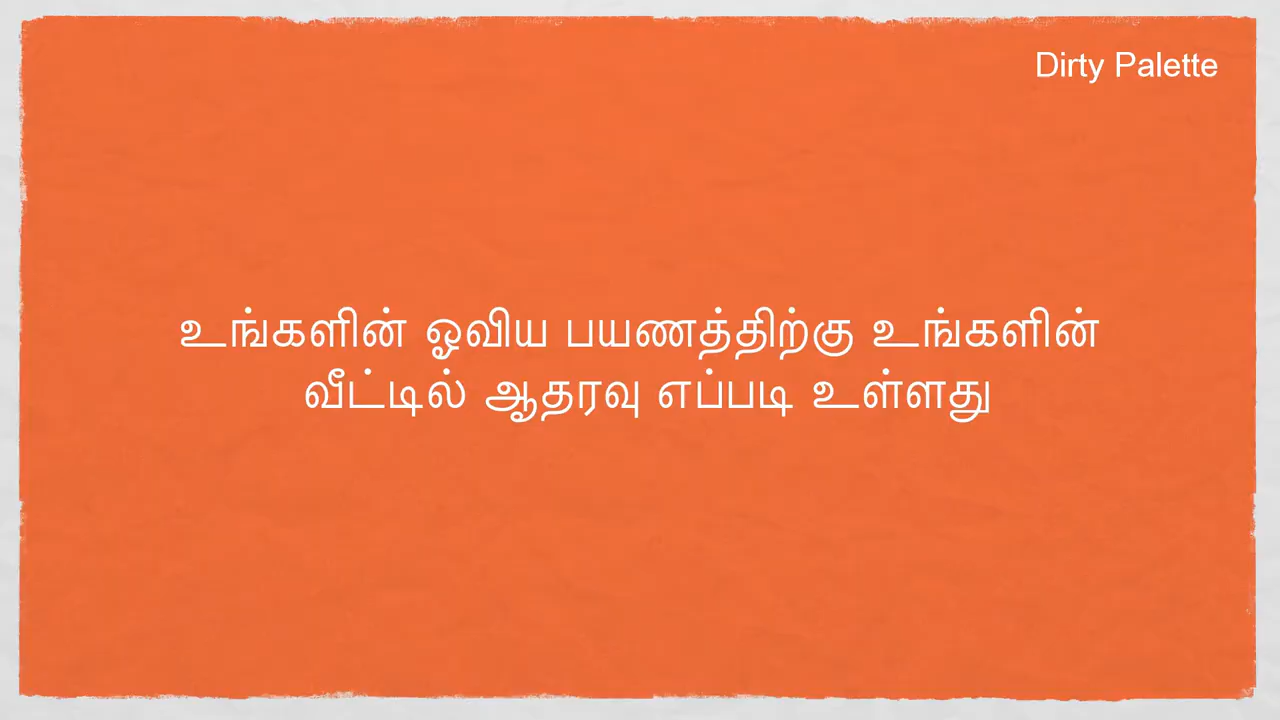 Dirty Palette
உங்களின் ஓவிய பயணத்திற்கு உங்களின்
வீட்டில் ஆதரவு எப்படி உள்ளது